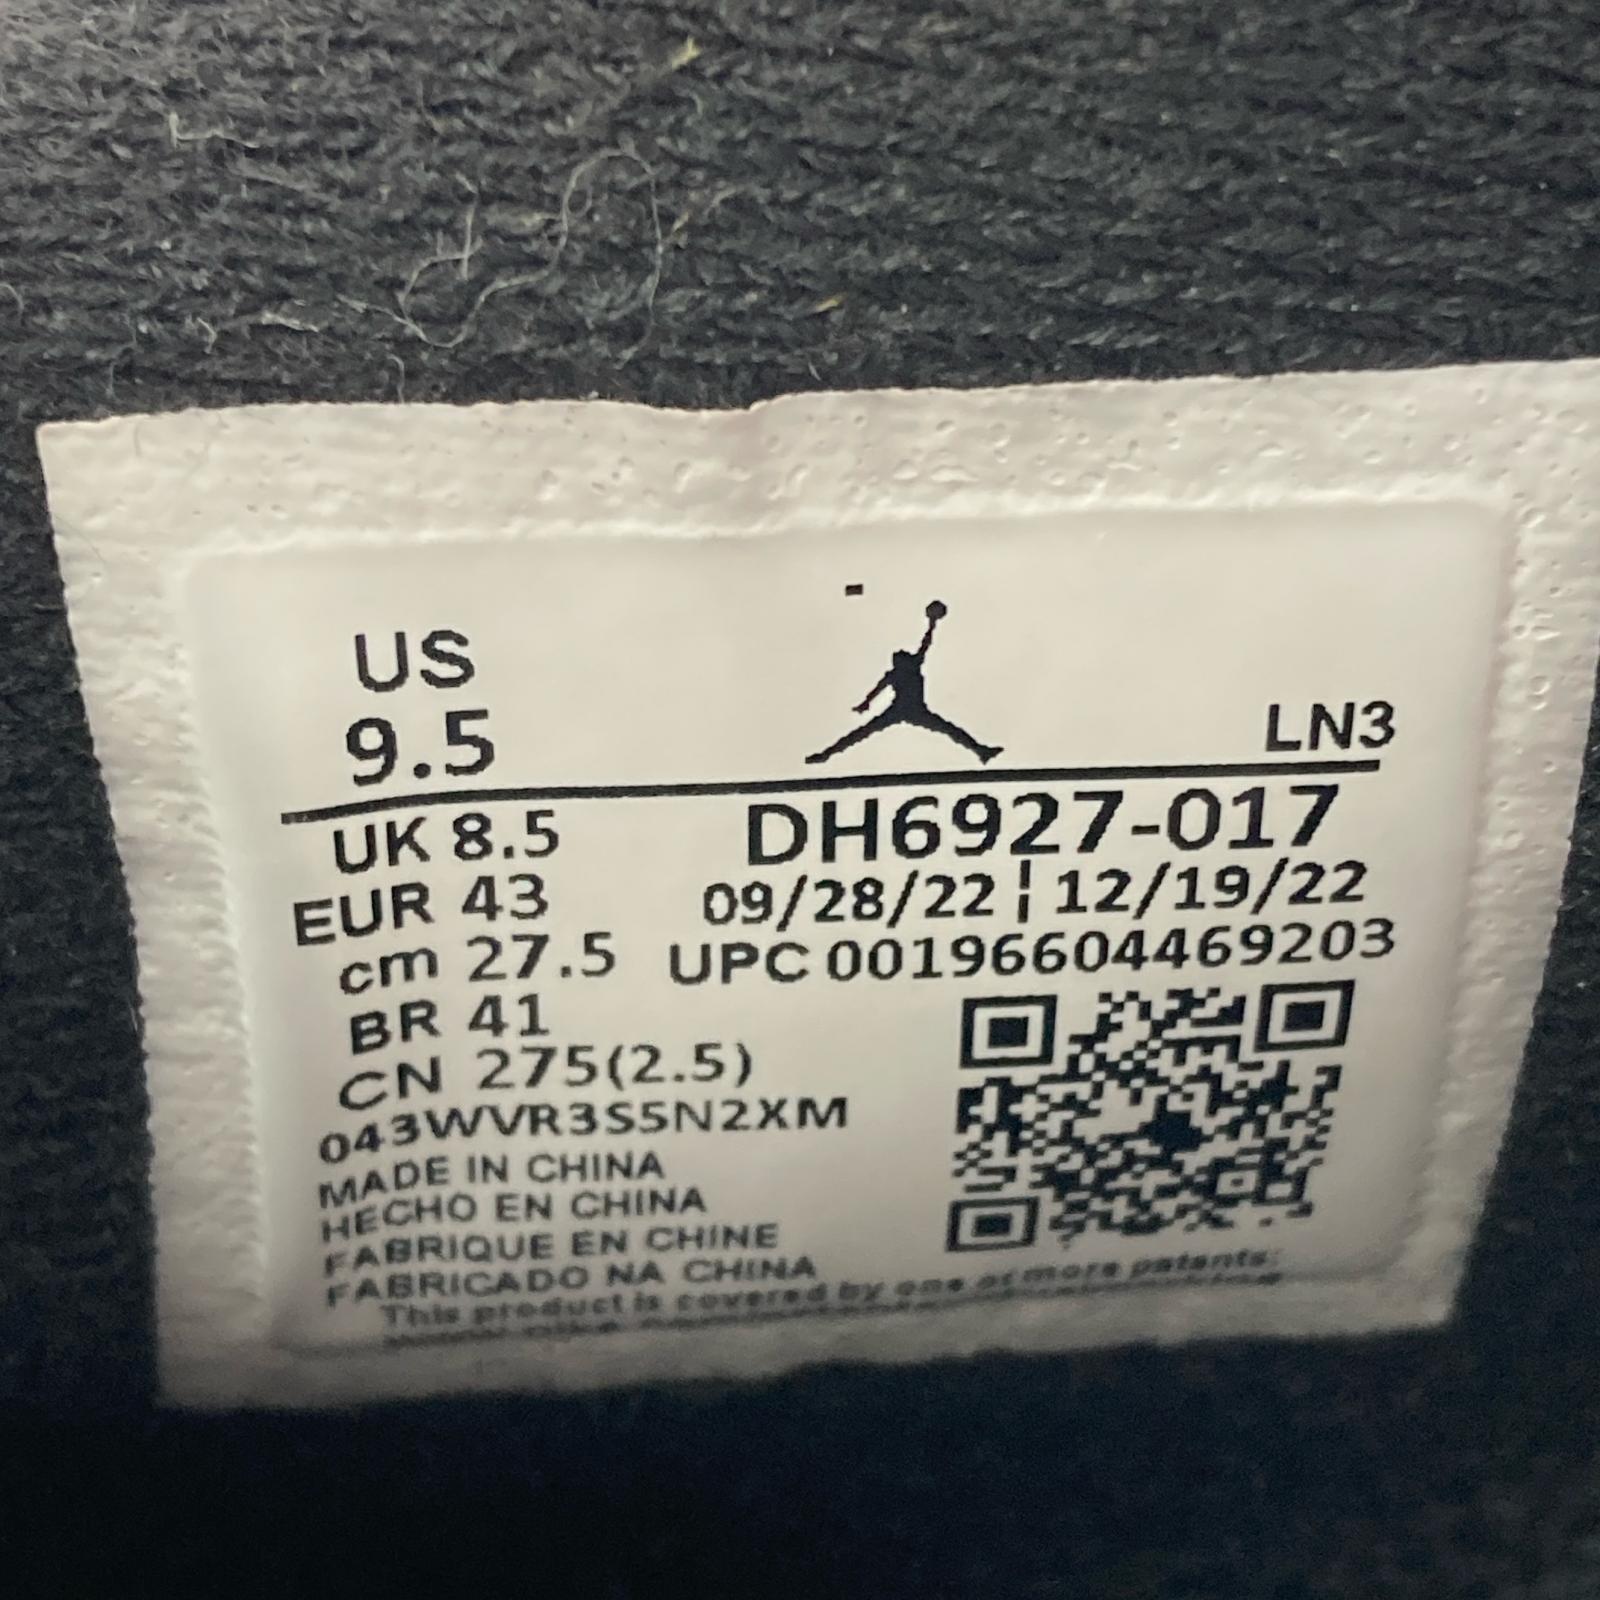 US
9.5
LN3
UK 8.5
DH6927-017
EUR 43
09/28/22 ¦ 12/19/22
cm 27.5
UPC 00196604469203
BR 41
CN 275(2.5)
043WVR3S5N2XM
MADE IN CHINA
HECHO EN CHINA
FABRIQUE EN CHINE
FABRICADO NA CHINA
This product is covered by one or more patents: